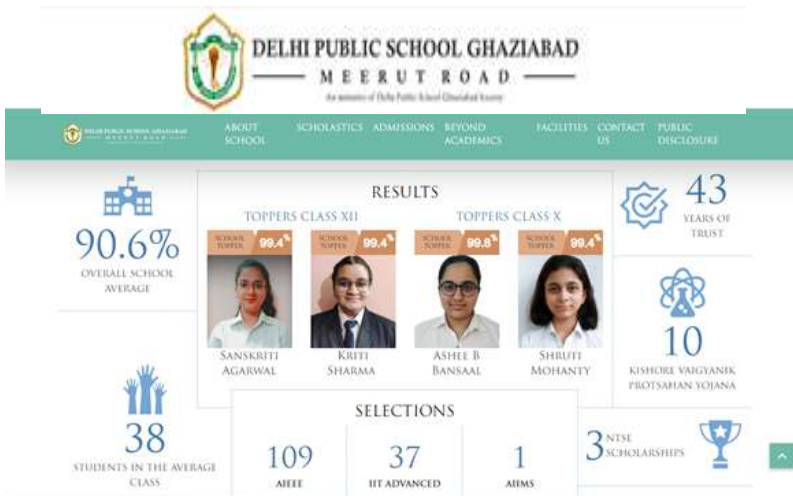 DELHI PUBLIC SCHOOL GHAZIABAD
MEERUT ROAD
DELHI PUBLIC SCHOOL GHAZIABAD
MEERUT ROAD
ABOUT SCHOOL
SCHOLASTICS
ADMISSIONS
BEYOND ACADEMICS
FACILITIES
CONTACT US
PUBLIC DISCLOSURE
90.6%
OVERALL SCHOOL
AVERAGE
38
STUDENTS IN THE AVERAGE
CLASS
RESULTS
TOPPERS CLASS XII
TOPPERS CLASS X
SCHOOL TOPPER 99.4%
SCHOOL TOPPER 99.4%
SCHOOL TOPPER 99.8%
SCHOOL TOPPER 99.4%
SANSKRITI
AGARWAL
KRITI
SHARMA
ASHEE B
BANSAAL
SHRUTI
MOHANTY
SELECTIONS
109
AIEEE
37
IIT ADVANCED
1
AIIMS
43
YEARS OF
TRUST
10
KISHORE VAIGYANIK
PROTSAHAN YOJANA
3 NTSE
SCHOLARSHIPS